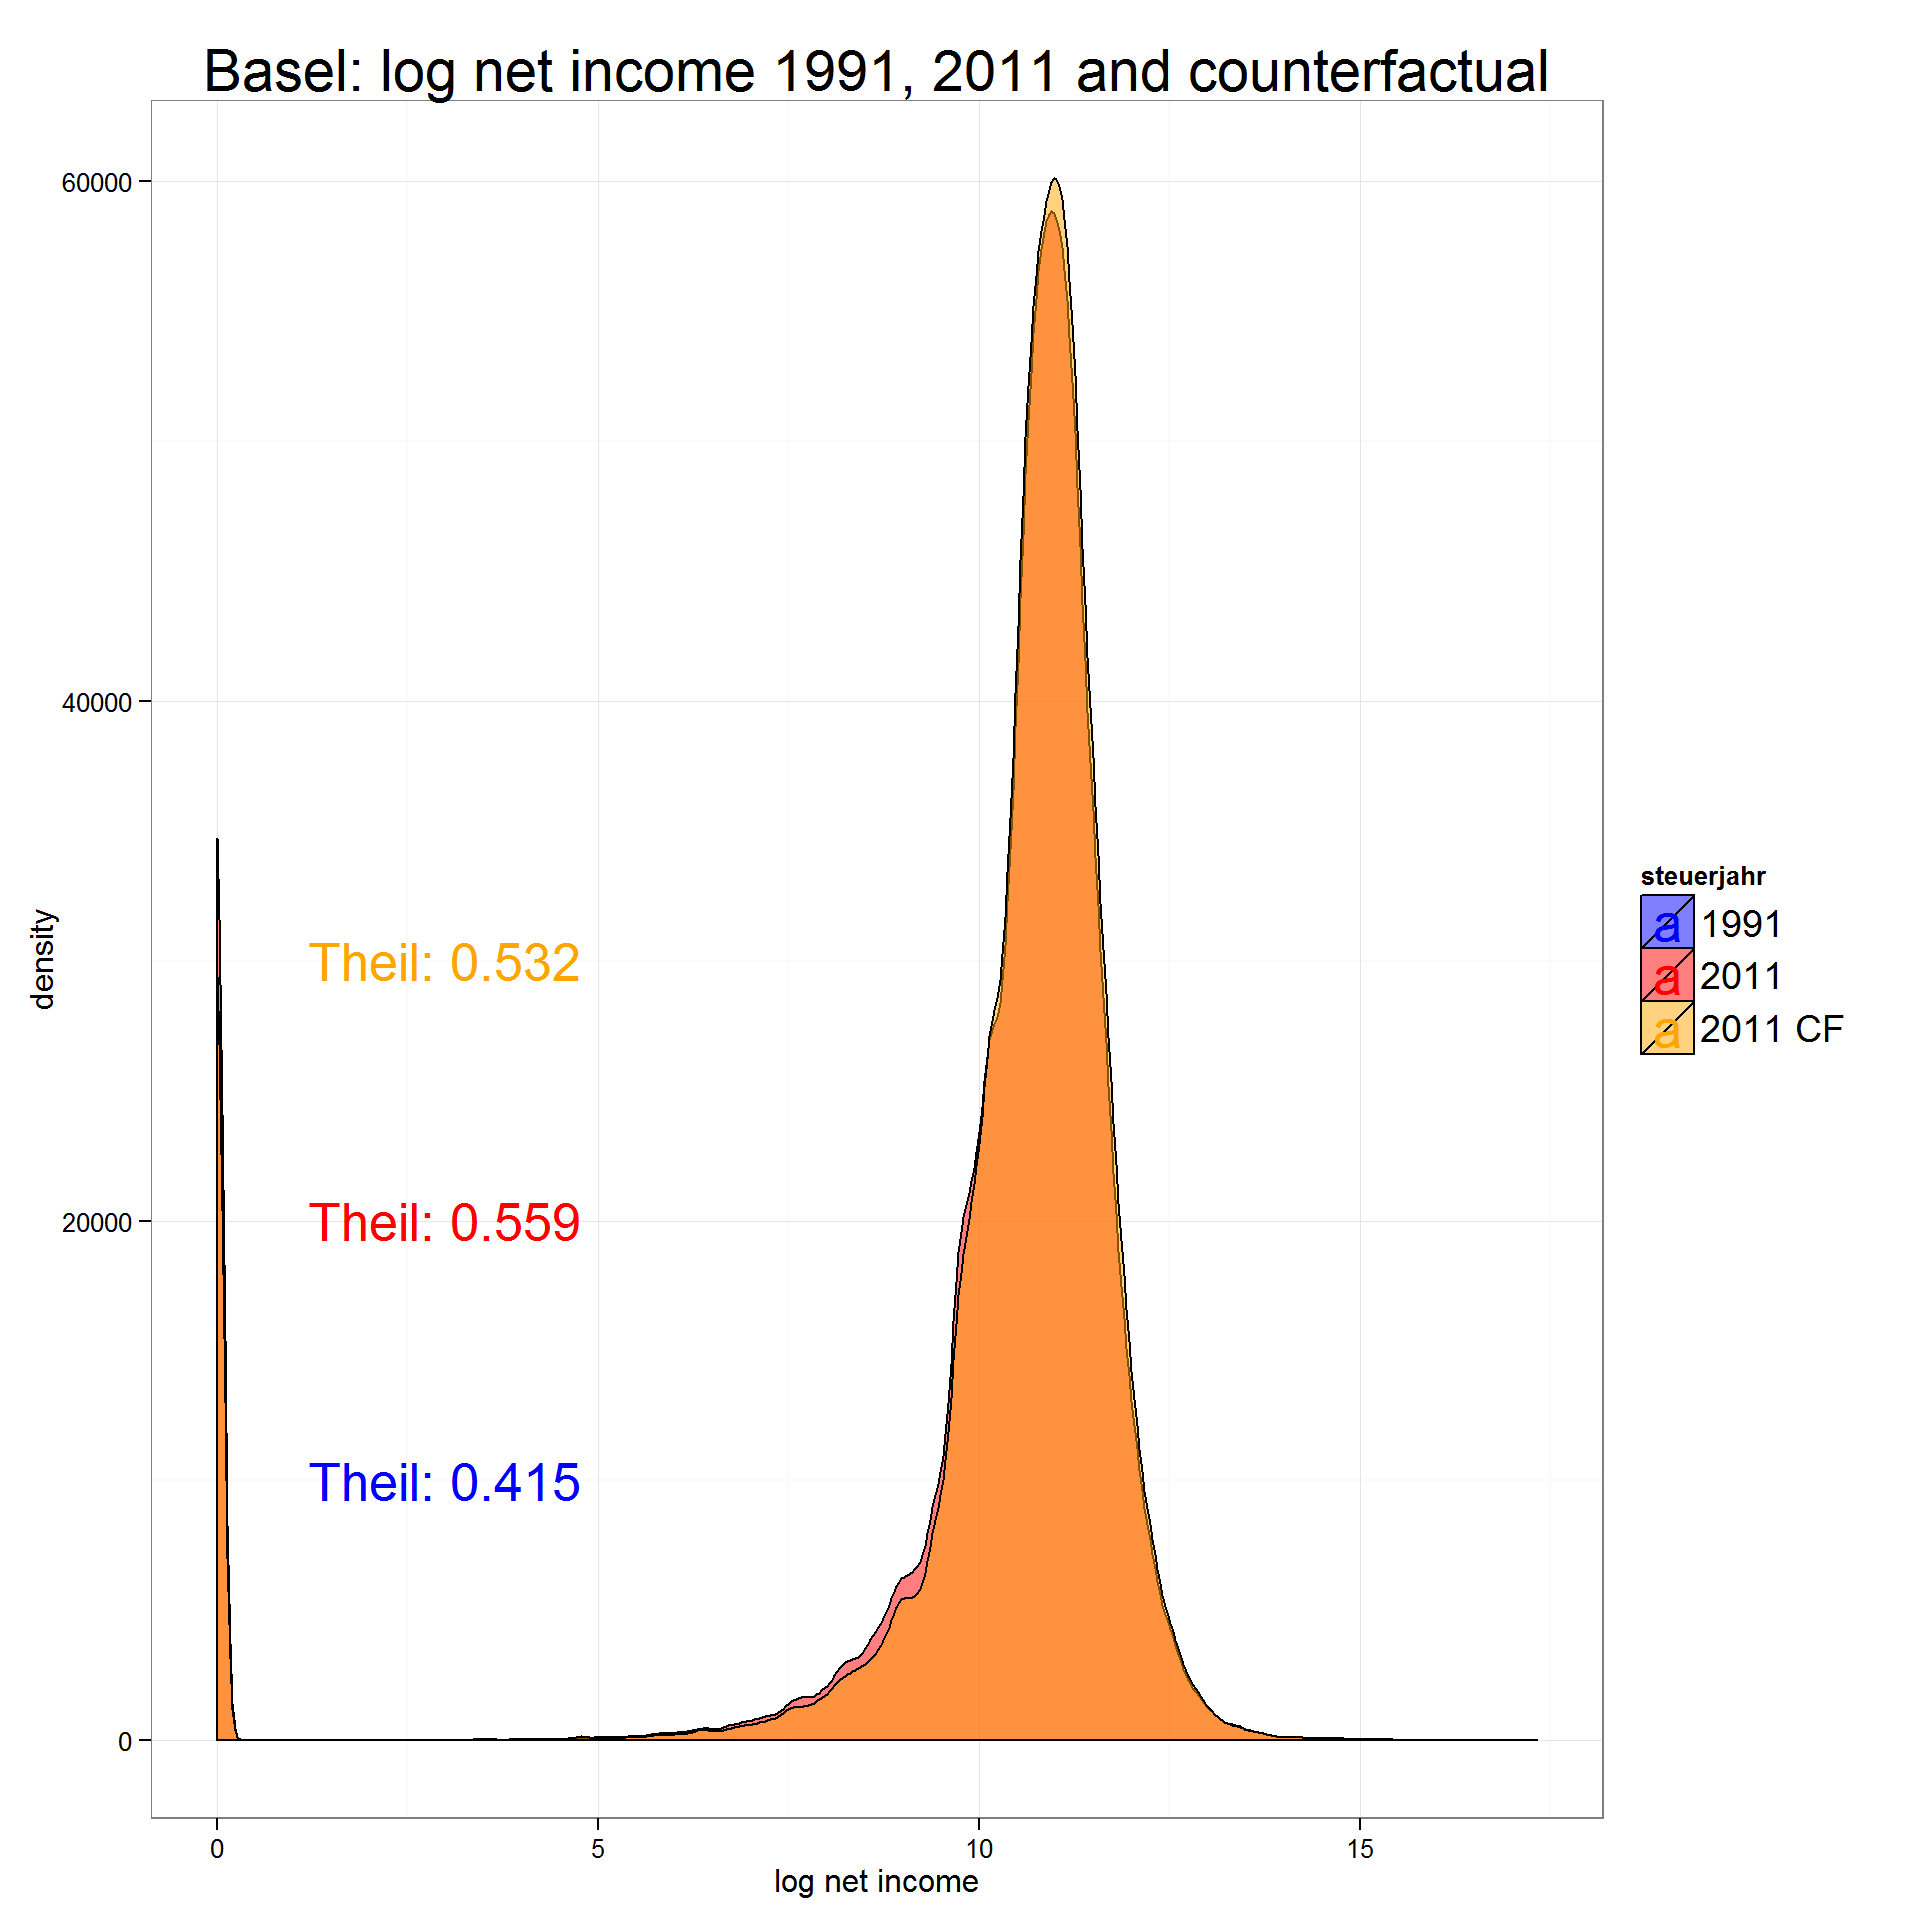 Basel: log net income 1991, 2011 and counterfactual
60000
40000
20000
0
density
Theil: 0.532
Theil: 0.559
Theil: 0.415
0 5 10 15
log net income
steuerjahr
a 1991
a 2011
a 2011 CF